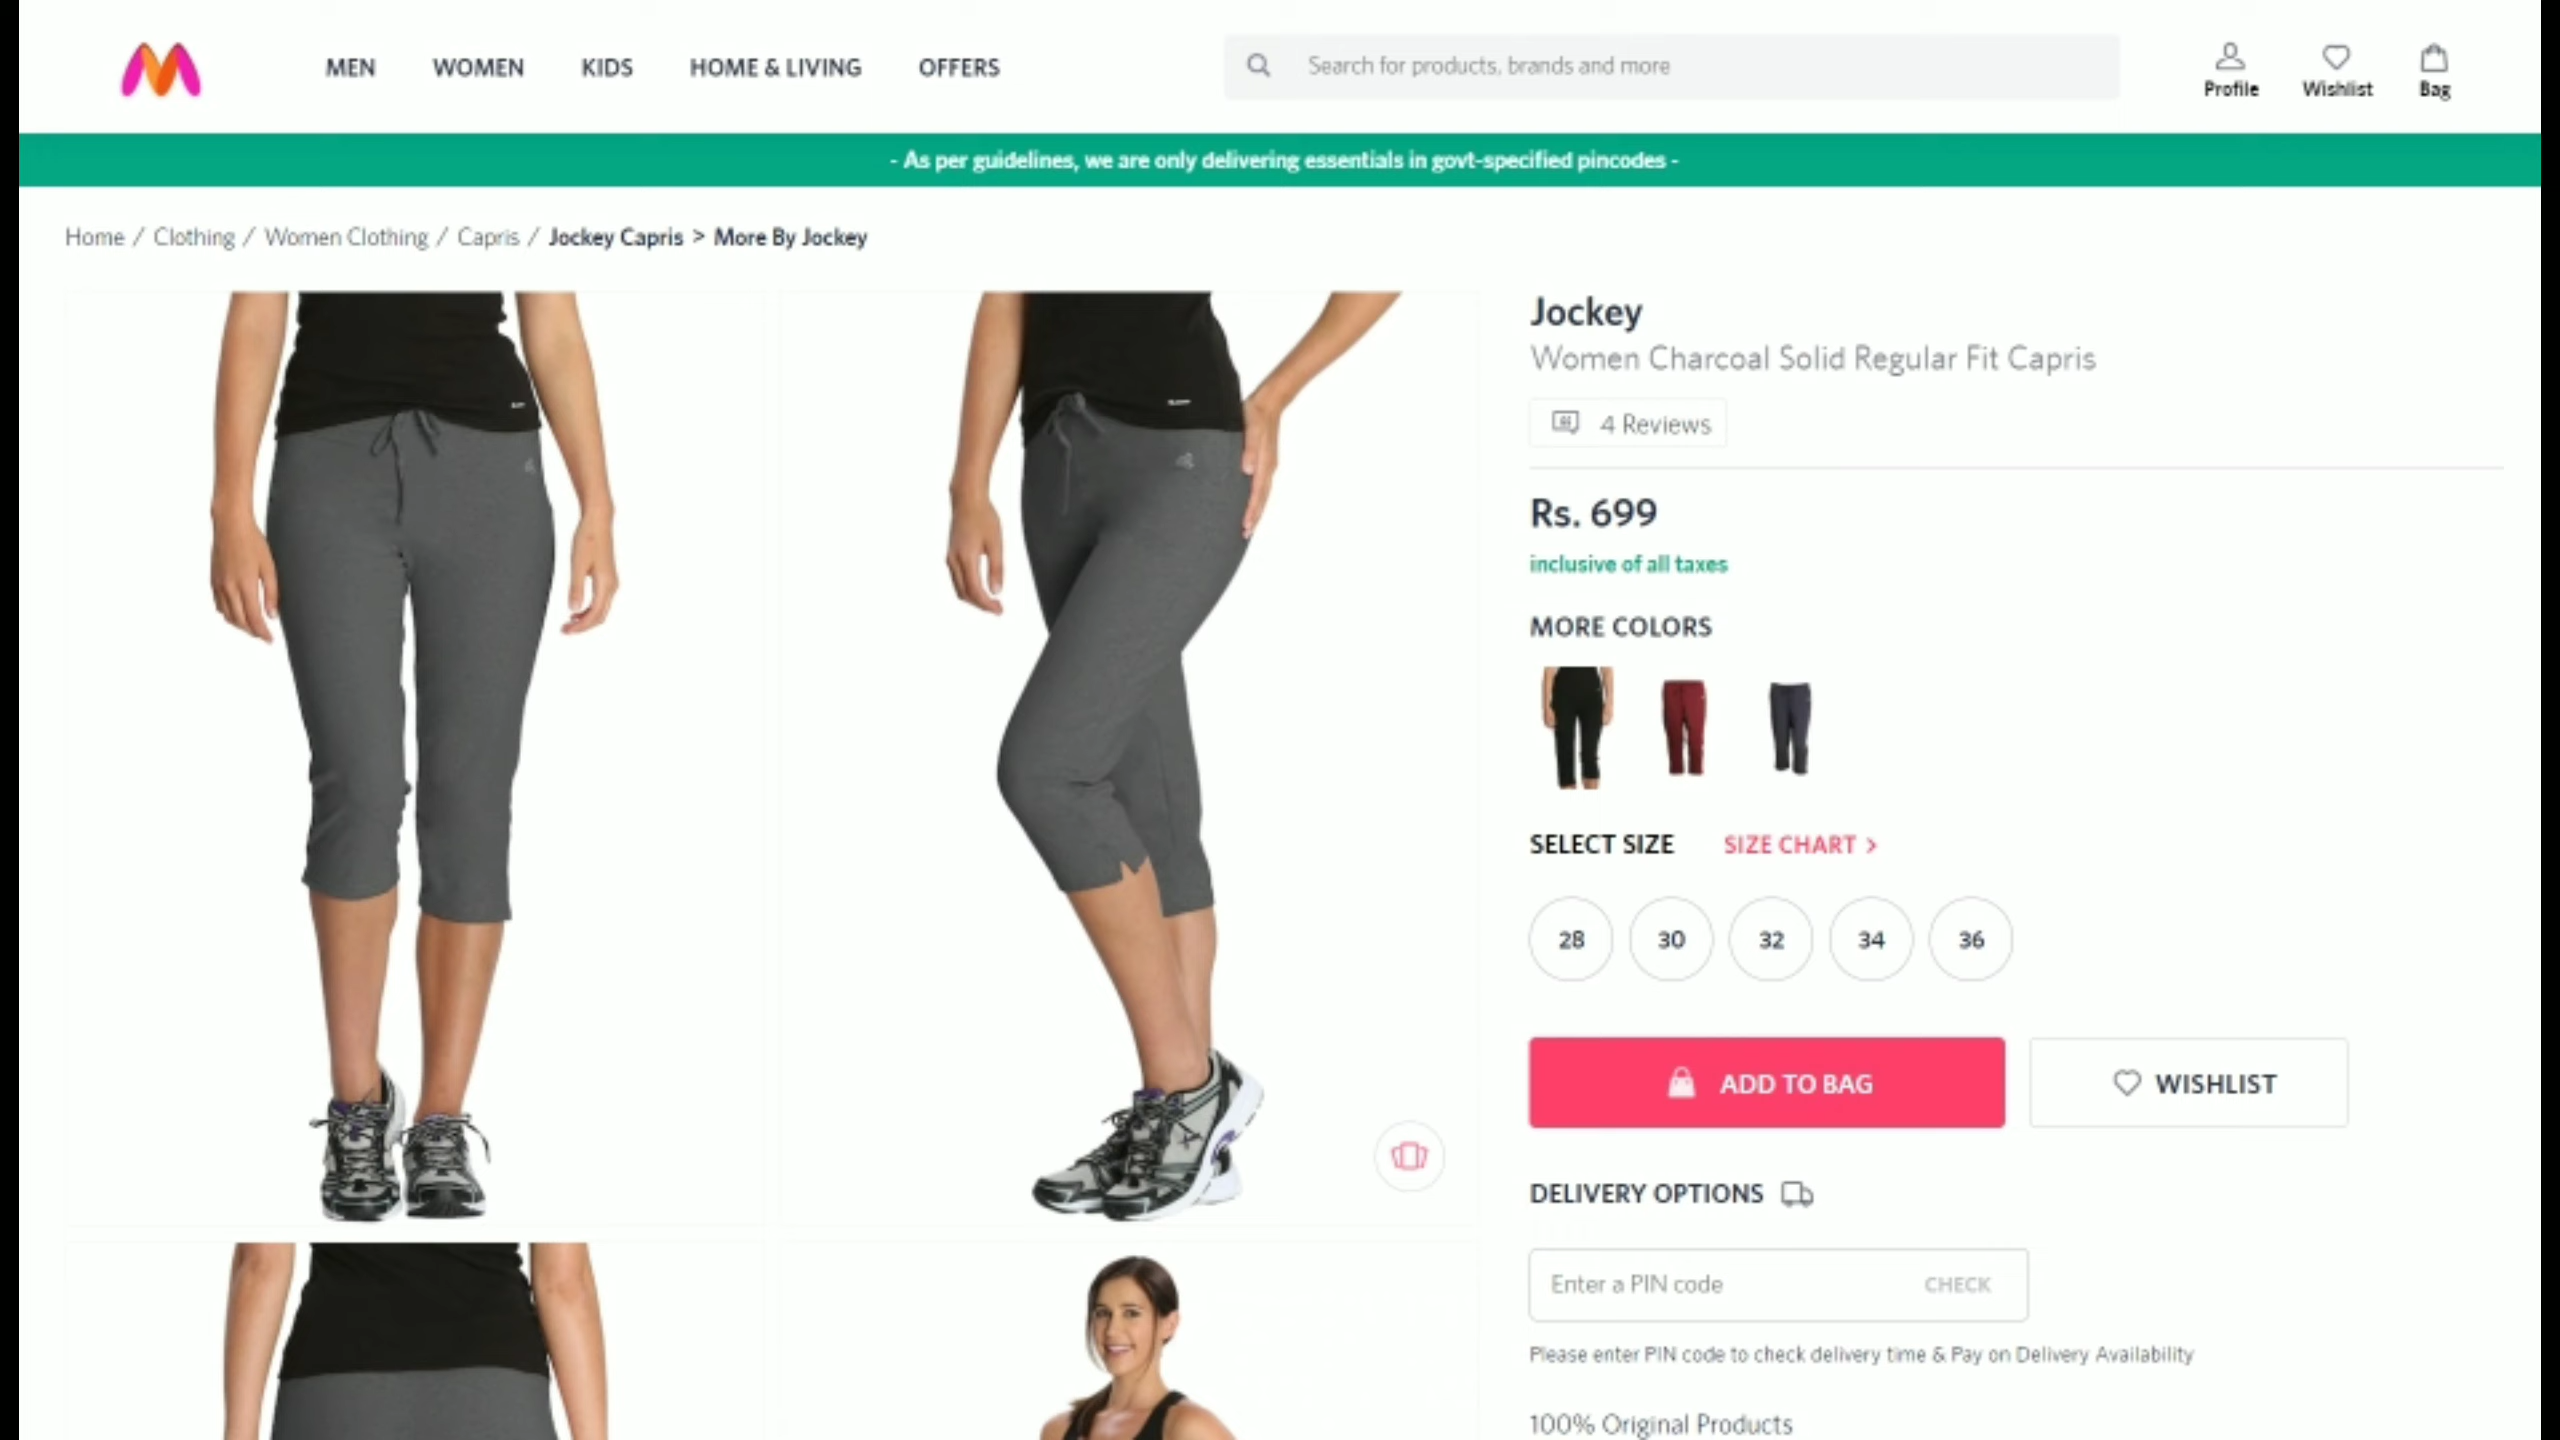 MEN WOMEN KIDS HOME & LIVING OFFERS Search for products, brands and more Profile Wishlist Bag
- As per guidelines, we are only delivering essentials in govt-specified pincodes -
Home / Clothing / Women Clothing / Capris / Jockey Capris > More By Jockey
Jockey
Women Charcoal Solid Regular Fit Capris
4 Reviews
Rs. 699
inclusive of all taxes
MORE COLORS
SELECT SIZE SIZE CHART >
28 30 32 34 36
ADD TO BAG WISHLIST
DELIVERY OPTIONS
Enter a PIN code CHECK
Please enter PIN code to check delivery time & Pay on Delivery Availability
100% Original Products